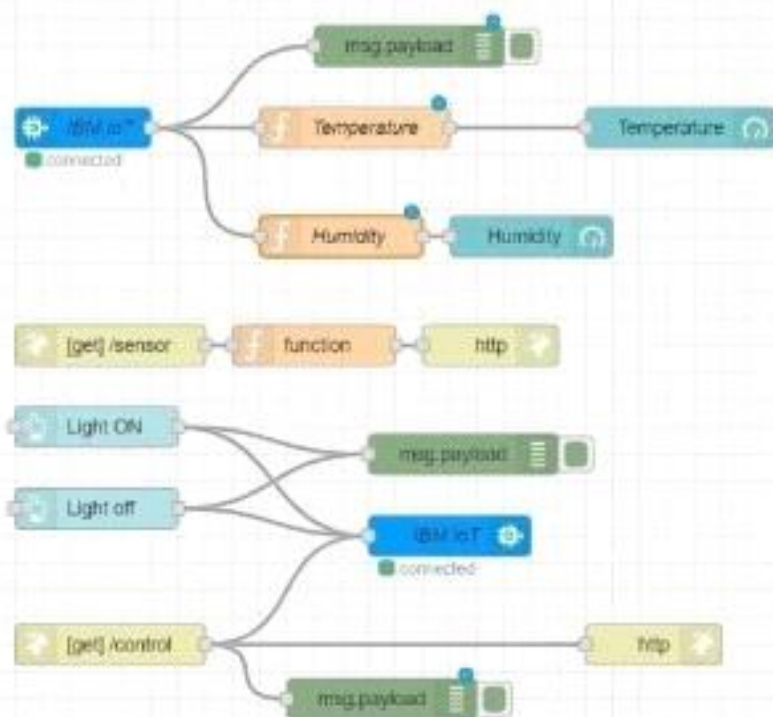 msg.payload
IBM IoT
Temperature
Temperature
connected
Humidity
Humidity
[get] /sensor
function
http
Light ON
msg.payload
Light off
IBM IoT
connected
[get] /control
http
msg.payload